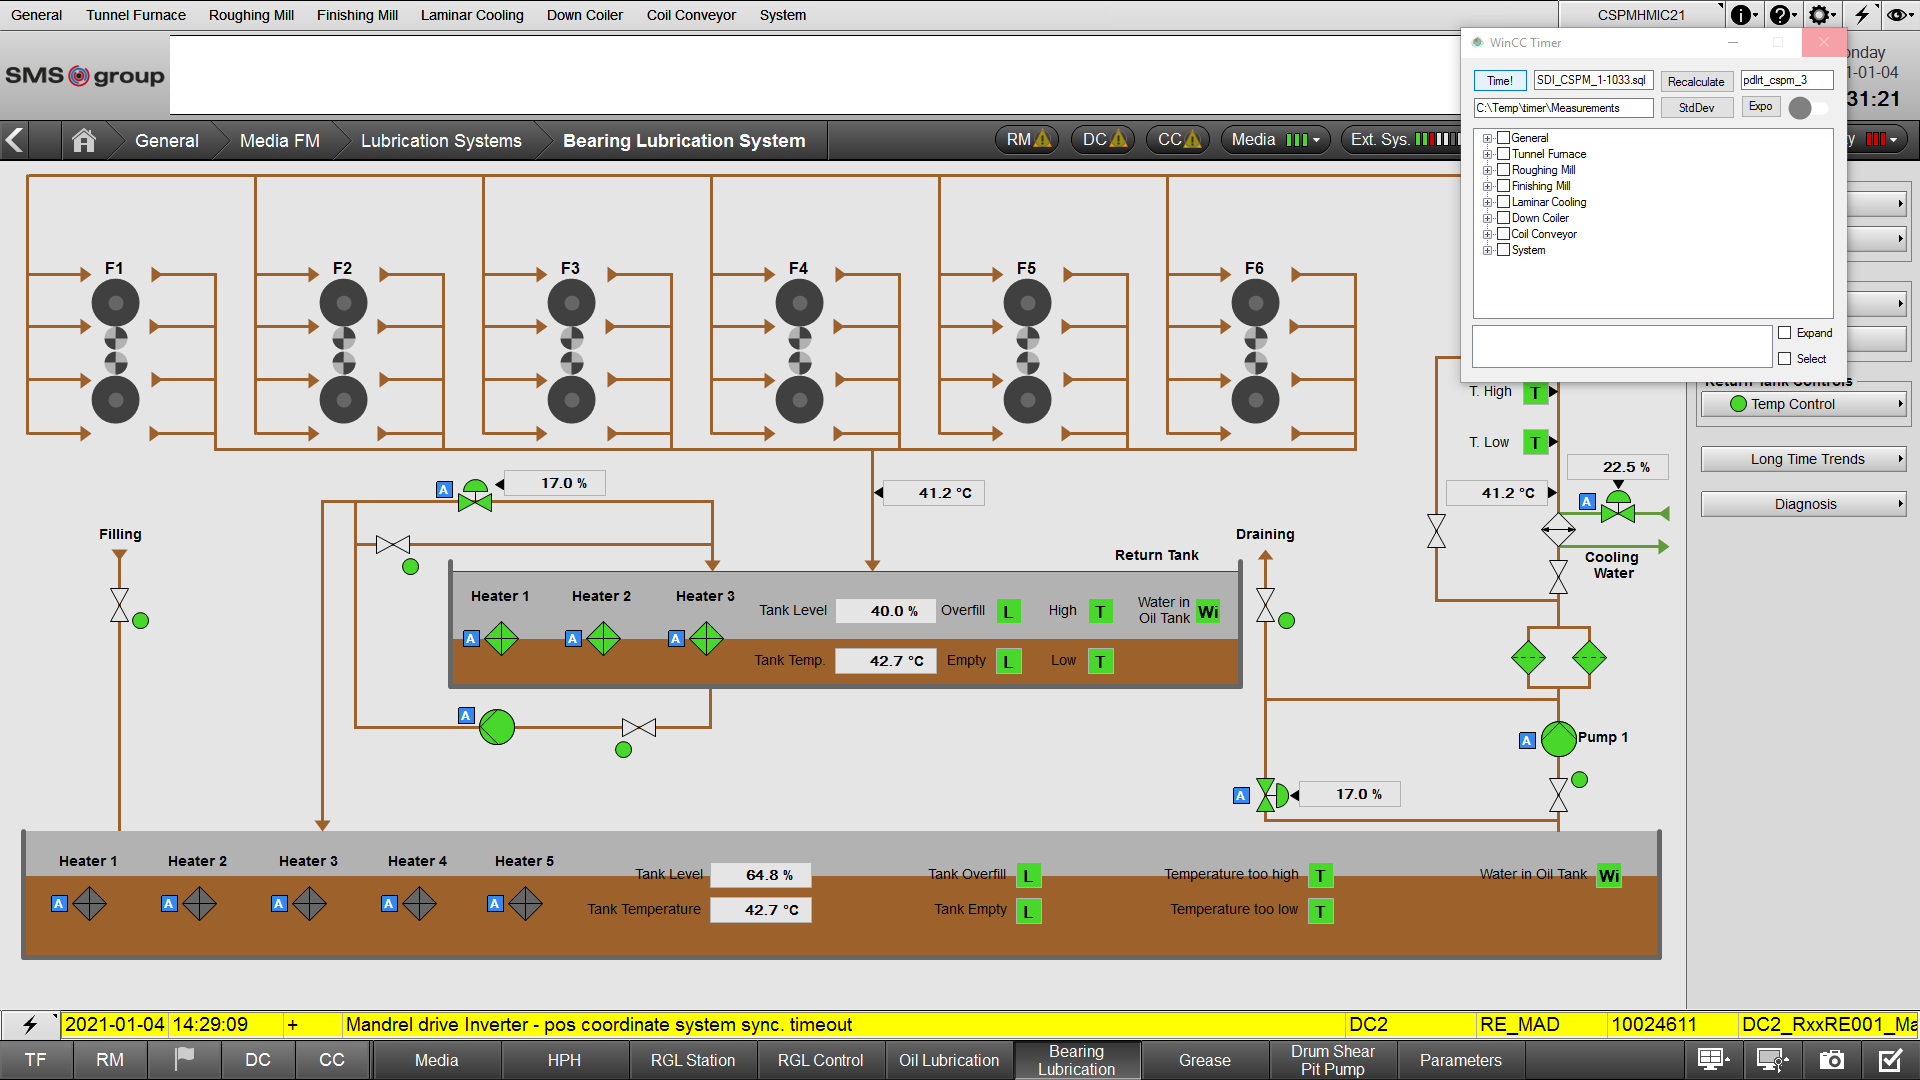 General Tunnel Furnace Roughing Mill Finishing Mill Laminar Cooling Down Coiler Coil Conveyor System CSPMHMIC21
SMS group
WinCC Timer
Time! SDI_CSPM_1-1033.sql Recalculate pdlrt_cspm_3
C:\Temp\timer\Measurements StdDev Expo
General
Tunnel Furnace
Roughing Mill
Finishing Mill
Laminar Cooling
Down Coiler
Coil Conveyor
System
Expand
Select
31:21
General Media FM Lubrication Systems Bearing Lubrication System RM DC CC Media Ext. Sys.
F1 F2 F3 F4 F5 F6
T. High T
T. Low T
Temp Control
Long Time Trends
Diagnosis
A 17.0 %
41.2 °C
41.2 °C
22.5 %
A
Filling
Draining
Cooling
Water
Return Tank
Heater 1 Heater 2 Heater 3
A A A
Tank Level 40.0 % Overfill L High T Water in
Oil Tank Wi
Tank Temp. 42.7 °C Empty L Low T
A
A Pump 1
A 17.0 %
Heater 1 Heater 2 Heater 3 Heater 4 Heater 5
A A A A A
Tank Level 64.8 % Tank Overfill L Temperature too high T Water in Oil Tank Wi
Tank Temperature 42.7 °C Tank Empty L Temperature too low T
2021-01-04 14:29:09 + Mandrel drive Inverter - pos coordinate system sync. timeout DC2 RE_MAD 10024611 DC2_RxxRE001_Ma
TF RM DC CC Media HPH RGL Station RGL Control Oil Lubrication Bearing
Lubrication Grease Drum Shear
Pit Pump Parameters